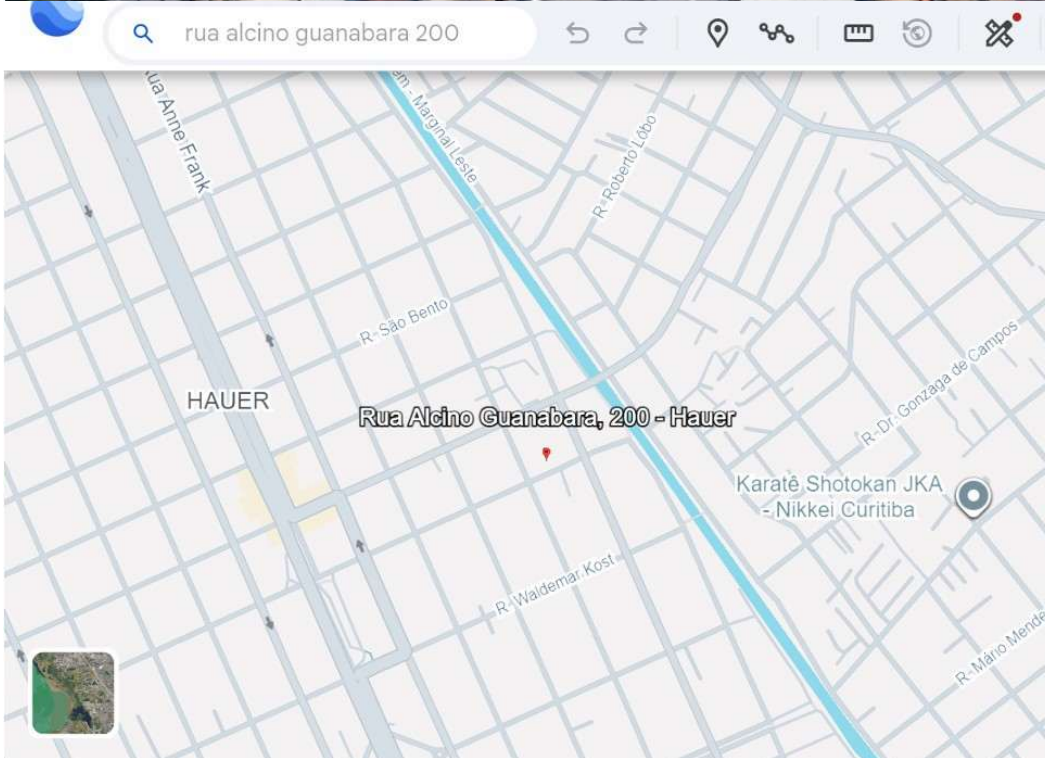 rua alcino guanabara 200
Rua Anne Frank
em - Marginal Leste
R. Roberto Lôbo
R. São Bento
HAUER
Rua Alcino Guanabara, 200 - Hauer
R. Dr. Gonzaga de Campos
Karatê Shotokan JKA
- Nikkei Curitiba
R. Waldemar Kost
R. Mário Mende